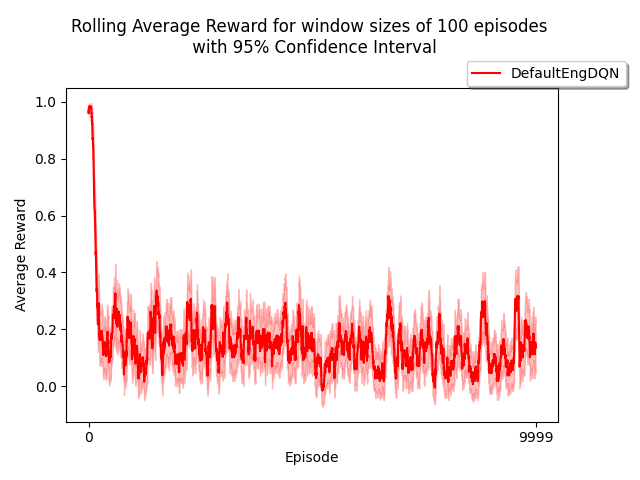 Rolling Average Reward for window sizes of 100 episodes
with 95% Confidence Interval
DefaultEngDQN
1.0
0.8
0.6
0.4
0.2
0.0
Average Reward
0 9999
Episode